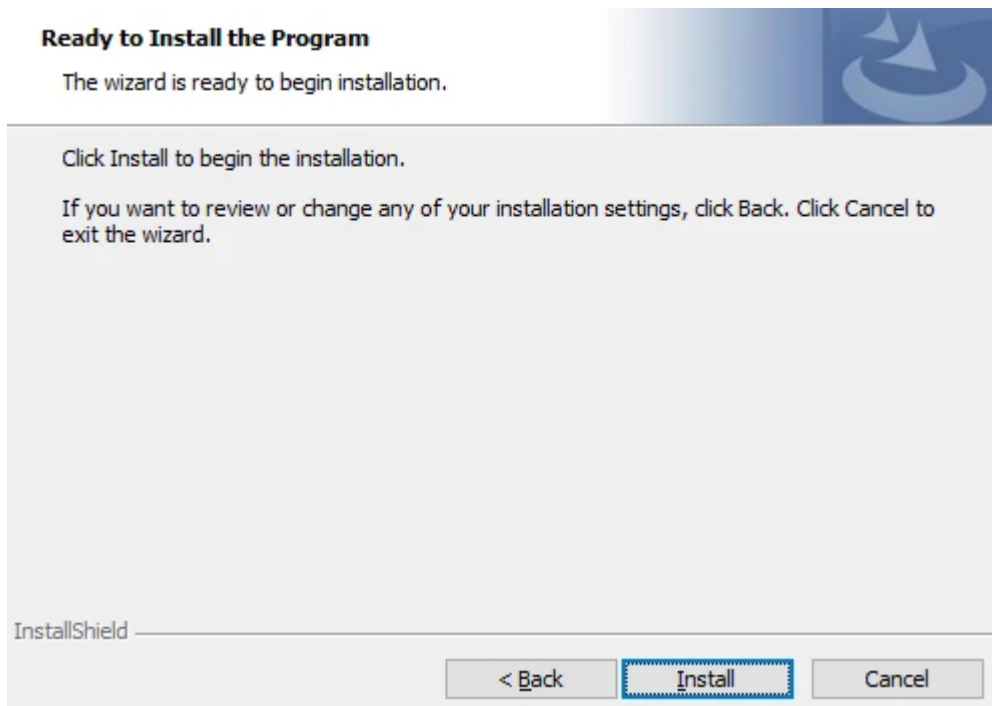 Ready to Install the Program
The wizard is ready to begin installation.
Click Install to begin the installation.
If you want to review or change any of your installation settings, click Back. Click Cancel to
exit the wizard.
InstallShield
< Back
Install
Cancel